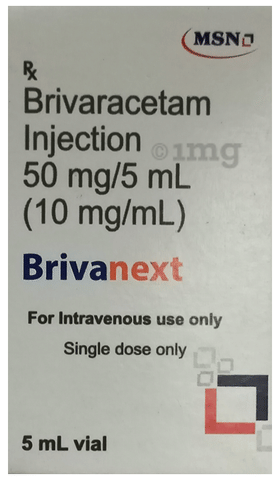 MSN
Rx
Brivaracetam
Injection
©1mg
50 mg/5 mL
(10 mg/mL)
Brivanext
For Intravenous use only
Single dose only
5 mL vial